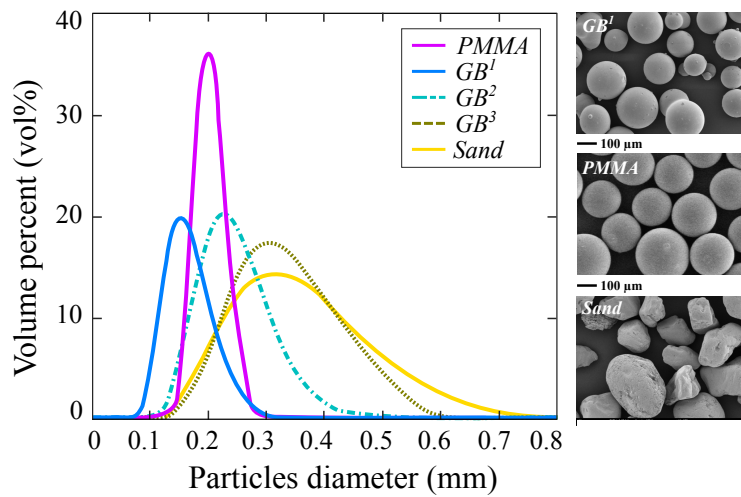 Volume percent (vol%)
40
30
20
10
0
0
0.1
0.2
0.3
0.4
0.5
0.6
0.8
Particles diameter (mm)
PMMA
GB¹
GB²
GB³
Sand
GB¹
100 µm
PMMA
100 µm
Sand